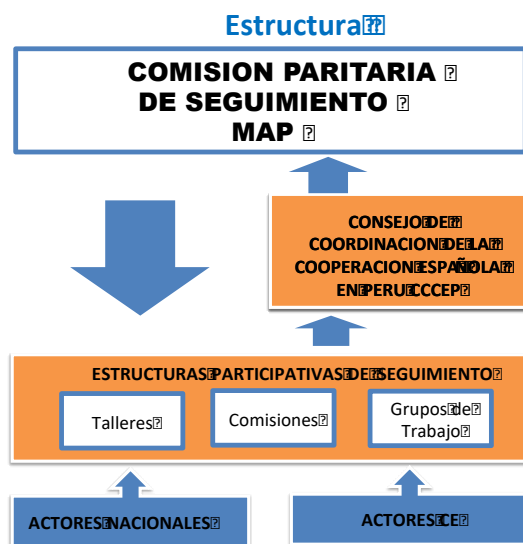 Estructura
COMISION PARITARIA
DE SEGUIMIENTO
MAP
CONSEJO DE
COORDINACION DE LA
COOPERACION ESPAÑOLA
EN PERU CCCEP
ESTRUCTURAS PARTICIPATIVAS DE SEGUIMIENTO
Talleres
Comisiones
Grupos de
Trabajo
ACTORES NACIONALES
ACTORES CE